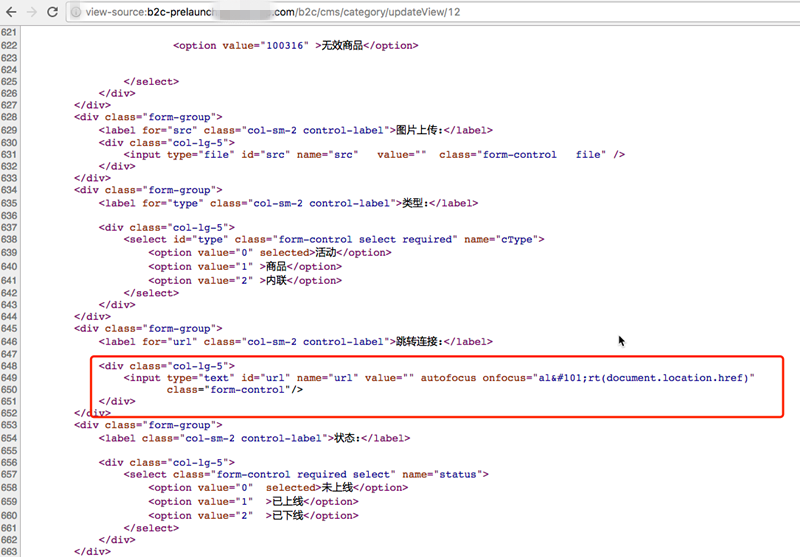 view-source:b2c-prelaunch .com/b2c/cms/category/updateView/12
621
622 <option value="100316" >无效商品</option>
623
624
625 </select>
626 </div>
627 </div>
628 <div class="form-group">
629 <label for="src" class="col-sm-2 control-label">图片上传:</label>
630 <div class="col-lg-5">
631 <input type="file" id="src" name="src" value="" class="form-control file" />
632 </div>
633 </div>
634 <div class="form-group">
635 <label for="type" class="col-sm-2 control-label">类型:</label>
636
637 <div class="col-lg-5">
638 <select id="type" class="form-control select required" name="cType">
639 <option value="0" selected>活动</option>
640 <option value="1" >商品</option>
641 <option value="2" >内联</option>
642 </select>
643 </div>
644 </div>
645 <div class="form-group">
646 <label for="url" class="col-sm-2 control-label">跳转连接:</label>
647
648 <div class="col-lg-5">
649 <input type="text" id="url" name="url" value="" autofocus onfocus="al&#101;rt(document.location.href)"
650 class="form-control"/>
651 </div>
652 </div>
653 <div class="form-group">
654 <label class="col-sm-2 control-label">状态:</label>
655
656 <div class="col-lg-5">
657 <select class="form-control required select" name="status">
658 <option value="0" selected>未上线</option>
659 <option value="1" >已上线</option>
660 <option value="2" >已下线</option>
661 </select>
662 </div>
663 </div>